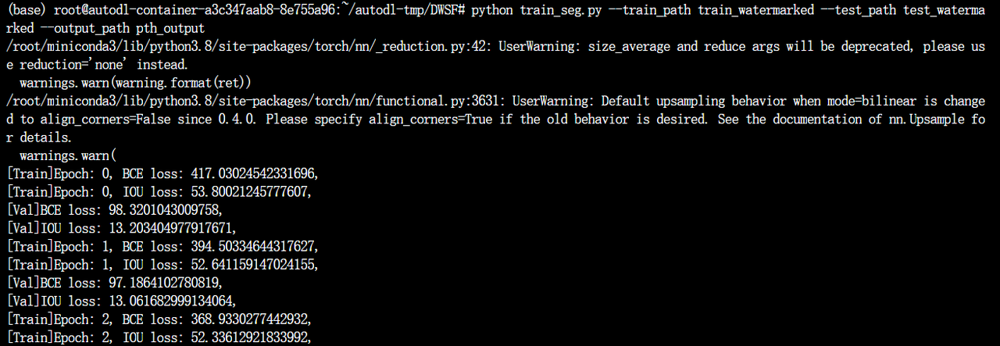 (base) root@autodl-container-a3c347aab8-8e755a96:~/autodl-tmp/DWSF# python train_seg.py --train_path train_watermarked --test_path test_waterma
rked --output_path pth_output
/root/miniconda3/lib/python3.8/site-packages/torch/nn/_reduction.py:42: UserWarning: size_average and reduce args will be deprecated, please us
e reduction='none' instead.
  warnings.warn(warning.format(ret))
/root/miniconda3/lib/python3.8/site-packages/torch/nn/functional.py:3631: UserWarning: Default upsampling behavior when mode=bilinear is change
d to align_corners=False since 0.4.0. Please specify align_corners=True if the old behavior is desired. See the documentation of nn.Upsample fo
r details.
  warnings.warn(
[Train]Epoch: 0, BCE loss: 417.03024542331696,
[Train]Epoch: 0, IOU loss: 53.80021245777607,
[Val]BCE loss: 98.3201043009758,
[Val]IOU loss: 13.203404977917671,
[Train]Epoch: 1, BCE loss: 394.50334644317627,
[Train]Epoch: 1, IOU loss: 52.641159147024155,
[Val]BCE loss: 97.1864102780819,
[Val]IOU loss: 13.061682999134064,
[Train]Epoch: 2, BCE loss: 368.9330277442932,
[Train]Epoch: 2, IOU loss: 52.33612921833992,